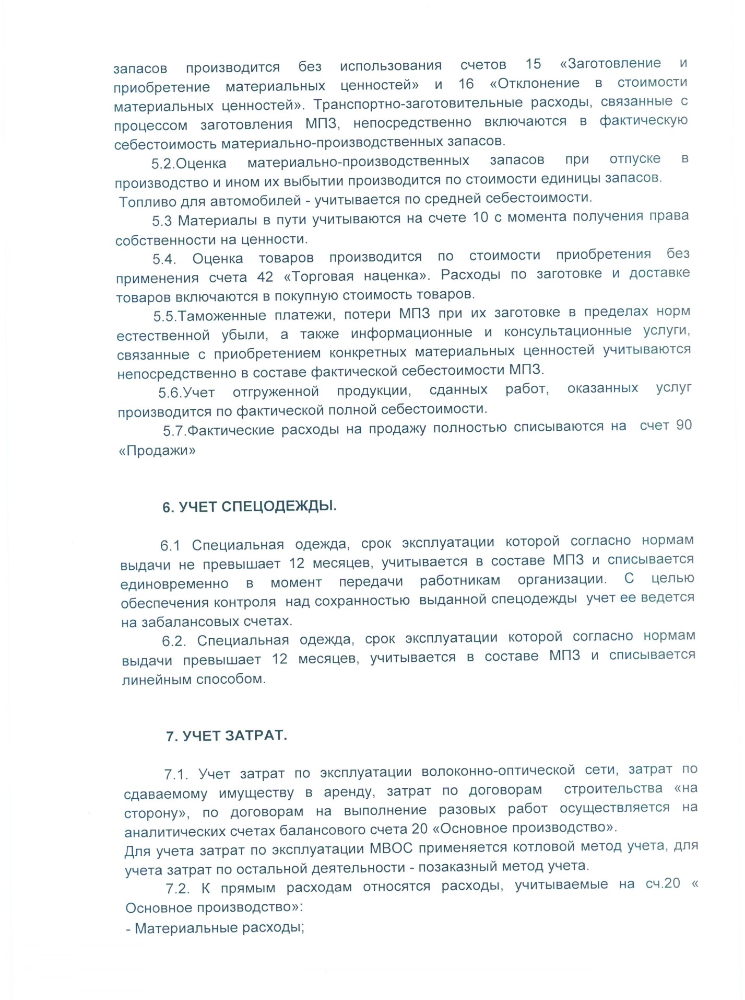 запасов производится без использования счетов 15 «Заготовление и
приобретение материальных ценностей» и 16 «Отклонение в стоимости
материальных ценностей». Транспортно-заготовительные расходы, связанные с
процессом заготовления МПЗ, непосредственно включаются в фактическую
себестоимость материально-производственных запасов.
5.2.Оценка материально-производственных запасов при отпуске в
производство и ином их выбытии производится по стоимости единицы запасов.
Топливо для автомобилей - учитывается по средней себестоимости.
5.3 Материалы в пути учитываются на счете 10 с момента получения права
собственности на ценности.
5.4. Оценка товаров производится по стоимости приобретения без
применения счета 42 «Торговая наценка». Расходы по заготовке и доставке
товаров включаются в покупную стоимость товаров.
5.5.Таможенные платежи, потери МПЗ при их заготовке в пределах норм
естественной убыли, а также информационные и консультационные услуги,
связанные с приобретением конкретных материальных ценностей учитываются
непосредственно в составе фактической себестоимости МПЗ.
5.6.Учет отгруженной продукции, сданных работ, оказанных услуг
производится по фактической полной себестоимости.
5.7.Фактические расходы на продажу полностью списываются на счет 90
«Продажи»
6. УЧЕТ СПЕЦОДЕЖДЫ.
6.1 Специальная одежда, срок эксплуатации которой согласно нормам
выдачи не превышает 12 месяцев, учитывается в составе МПЗ и списывается
единовременно в момент передачи работникам организации. С целью
обеспечения контроля над сохранностью выданной спецодежды учет ее ведется
на забалансовых счетах.
6.2. Специальная одежда, срок эксплуатации которой согласно нормам
выдачи превышает 12 месяцев, учитывается в составе МПЗ и списывается
линейным способом.
7. УЧЕТ ЗАТРАТ.
7.1. Учет затрат по эксплуатации волоконно-оптической сети, затрат по
сдаваемому имуществу в аренду, затрат по договорам строительства «на
сторону», по договорам на выполнение разовых работ осуществляется на
аналитических счетах балансового счета 20 «Основное производство».
Для учета затрат по эксплуатации МВОС применяется котловой метод учета, для
учета затрат по остальной деятельности - позаказный метод учета.
7.2. К прямым расходам относятся расходы, учитываемые на сч.20 «
Основное производство»:
- Материальные расходы;